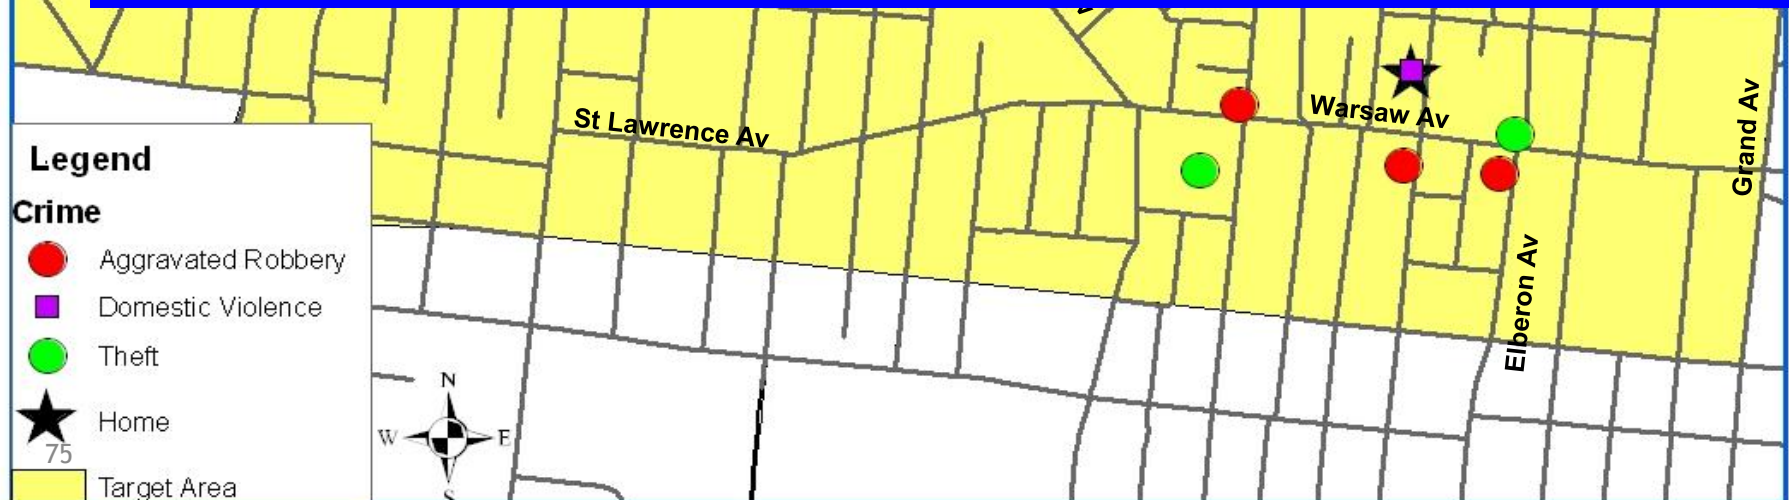 St Lawrence Av
Warsaw Av
Grand Av
Elberon Av
Legend
Crime
Aggravated Robbery
Domestic Violence
Theft
Home
75
Target Area
N
W
E
S